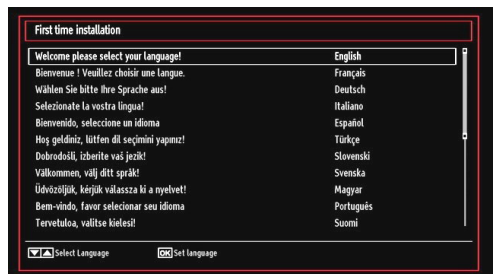 First time installation
Welcome please select your language! English
Bienvenue ! Veuillez choisir une langue. Français
Wählen Sie bitte Ihre Sprache aus! Deutsch
Selezionate la vostra lingua! Italiano
Bienvenido, seleccione un idioma Español
Hoş geldiniz, lütfen dil seçimini yapınız! Türkçe
Dobrodošli, izberite vaš jezik! Slovenski
Välkommen, välj ditt språk! Svenska
Üdvözöljük, kérjük válassza ki a nyelvet! Magyar
Bem-vindo, favor selecionar seu idioma Português
Tervetuloa, valitse kielesi! Suomi
Select Language OK Set language